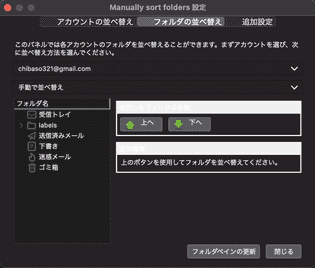 Manually sort folders 設定
アカウントの並べ替え フォルダの並べ替え 追加設定
このパネルでは各アカウントのフォルダを並べ替えることができます。まずアカウントを選び、次
に並べ替え方法を選んでください。
chibaso321@gmail.com
手動で並べ替え
フォルダ名
受信トレイ
labels
送信済みメール
下書き
迷惑メール
ゴミ箱
上へ 下へ
上のボタンを使用してフォルダを並べ替えてください。
フォルダペインの更新 閉じる